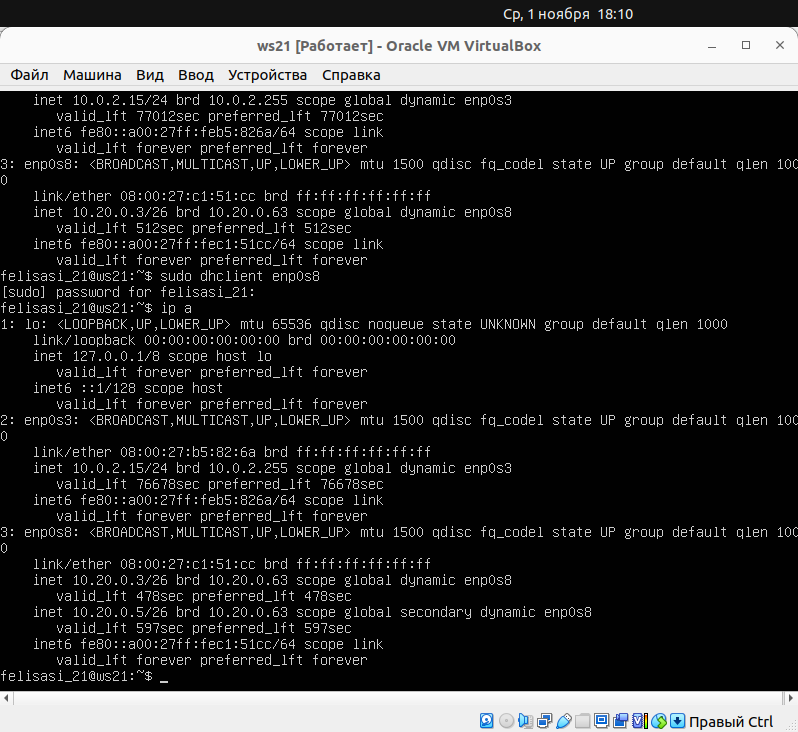 Ср, 1 ноября 18:10
ws21 [Работает] - Oracle VM VirtualBox
Файл Машина Вид Ввод Устройства Справка
inet 10.0.2.15/24 brd 10.0.2.255 scope global dynamic enp0s3
valid_lft 77012sec preferred_lft 77012sec
inet6 fe80::a00:27ff:feb5:826a/64 scope link
valid_lft forever preferred_lft forever
3: enp0s8: <BROADCAST,MULTICAST,UP,LOWER_UP> mtu 1500 qdisc fq_codel state UP group default qlen 100
0
link/ether 08:00:27:c1:51:cc brd ff:ff:ff:ff:ff:ff
inet 10.20.0.3/26 brd 10.20.0.63 scope global dynamic enp0s8
valid_lft 512sec preferred_lft 512sec
inet6 fe80::a00:27ff:fec1:51cc/64 scope link
valid_lft forever preferred_lft forever
felisasi_21@ws21:~$ sudo dhclient enp0s8
[sudo] password for felisasi_21:
felisasi_21@ws21:~$ ip a
1: lo: <LOOPBACK,UP,LOWER_UP> mtu 65536 qdisc noqueue state UNKNOWN group default qlen 1000
link/loopback 00:00:00:00:00:00 brd 00:00:00:00:00:00
inet 127.0.0.1/8 scope host lo
valid_lft forever preferred_lft forever
inet6 ::1/128 scope host
valid_lft forever preferred_lft forever
2: enp0s3: <BROADCAST,MULTICAST,UP,LOWER_UP> mtu 1500 qdisc fq_codel state UP group default qlen 100
0
link/ether 08:00:27:b5:82:6a brd ff:ff:ff:ff:ff:ff
inet 10.0.2.15/24 brd 10.0.2.255 scope global dynamic enp0s3
valid_lft 76678sec preferred_lft 76678sec
inet6 fe80::a00:27ff:feb5:826a/64 scope link
valid_lft forever preferred_lft forever
3: enp0s8: <BROADCAST,MULTICAST,UP,LOWER_UP> mtu 1500 qdisc fq_codel state UP group default qlen 100
0
link/ether 08:00:27:c1:51:cc brd ff:ff:ff:ff:ff:ff
inet 10.20.0.3/26 brd 10.20.0.63 scope global dynamic enp0s8
valid_lft 478sec preferred_lft 478sec
inet 10.20.0.5/26 brd 10.20.0.63 scope global secondary dynamic enp0s8
valid_lft 597sec preferred_lft 597sec
inet6 fe80::a00:27ff:fec1:51cc/64 scope link
valid_lft forever preferred_lft forever
felisasi_21@ws21:~$ _
Правый Ctrl